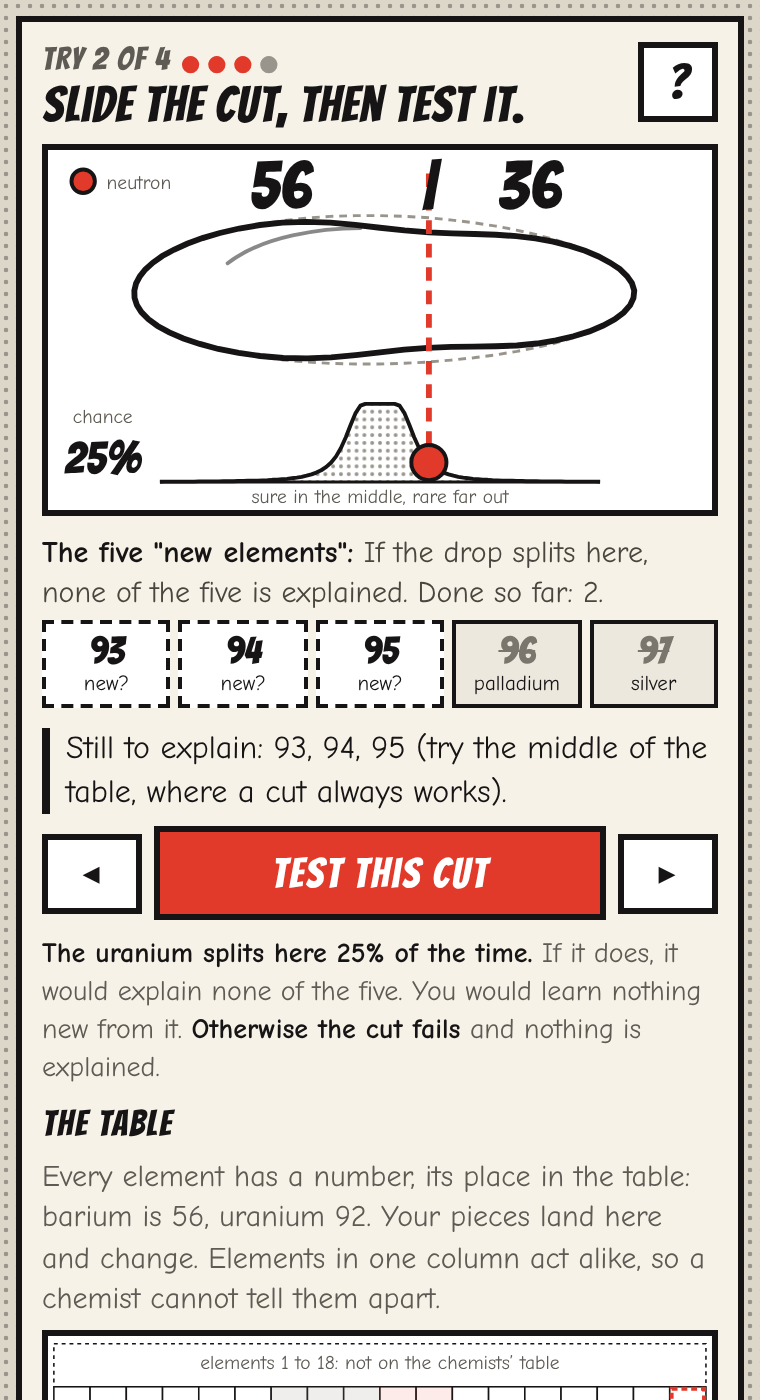 TRY 2 OF 4
SLIDE THE CUT, THEN TEST IT.
?
neutron
56 / 36
chance
25%
sure in the middle, rare far out
The five "new elements": If the drop splits here,
none of the five is explained. Done so far: 2.
93 94 95 96 97
new? new? new? palladium silver
Still to explain: 93, 94, 95 (try the middle of the
table, where a cut always works).
◄ TEST THIS CUT ►
The uranium splits here 25% of the time. If it does, it
would explain none of the five. You would learn nothing
new from it. Otherwise the cut fails and nothing is
explained.
THE TABLE
Every element has a number, its place in the table:
barium is 56, uranium 92. Your pieces land here
and change. Elements in one column act alike, so a
chemist cannot tell them apart.
elements 1 to 18: not on the chemists' table